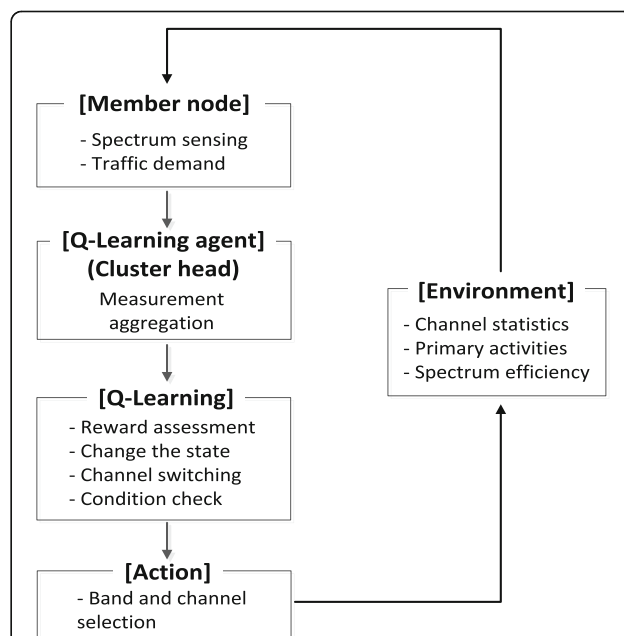 [Member node]
- Spectrum sensing
- Traffic demand
[Q-Learning agent]
(Cluster head)
Measurement
aggregation
[Q-Learning]
- Reward assessment
- Change the state
- Channel switching
- Condition check
[Action]
- Band and channel
selection
[Environment]
- Channel statistics
- Primary activities
- Spectrum efficiency